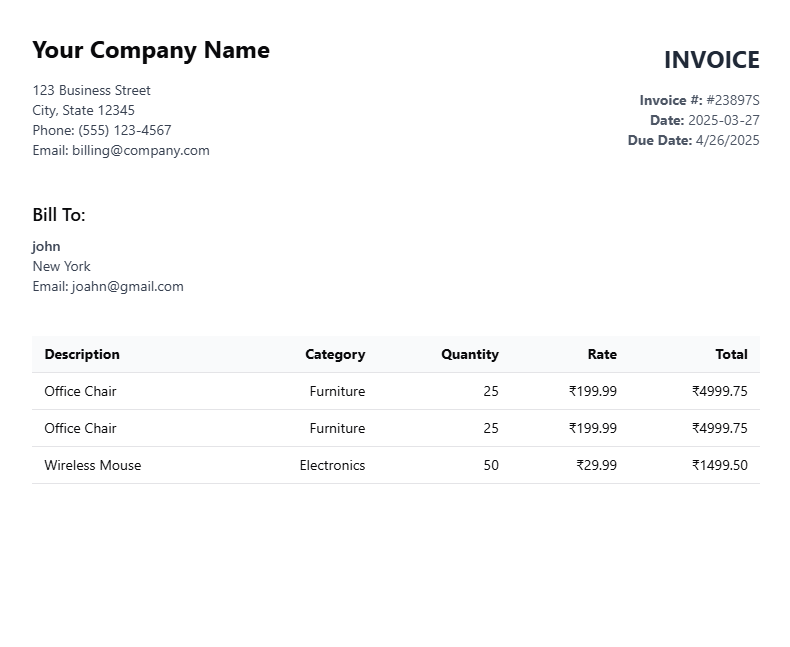 Your Company Name
123 Business Street
City, State 12345
Phone: (555) 123-4567
Email: billing@company.com
INVOICE
Invoice #: #23897S
Date: 2025-03-27
Due Date: 4/26/2025
Bill To:
john
New York
Email: joahn@gmail.com
Description Category Quantity Rate Total
Office Chair Furniture 25 ₹199.99 ₹4999.75
Office Chair Furniture 25 ₹199.99 ₹4999.75
Wireless Mouse Electronics 50 ₹29.99 ₹1499.50